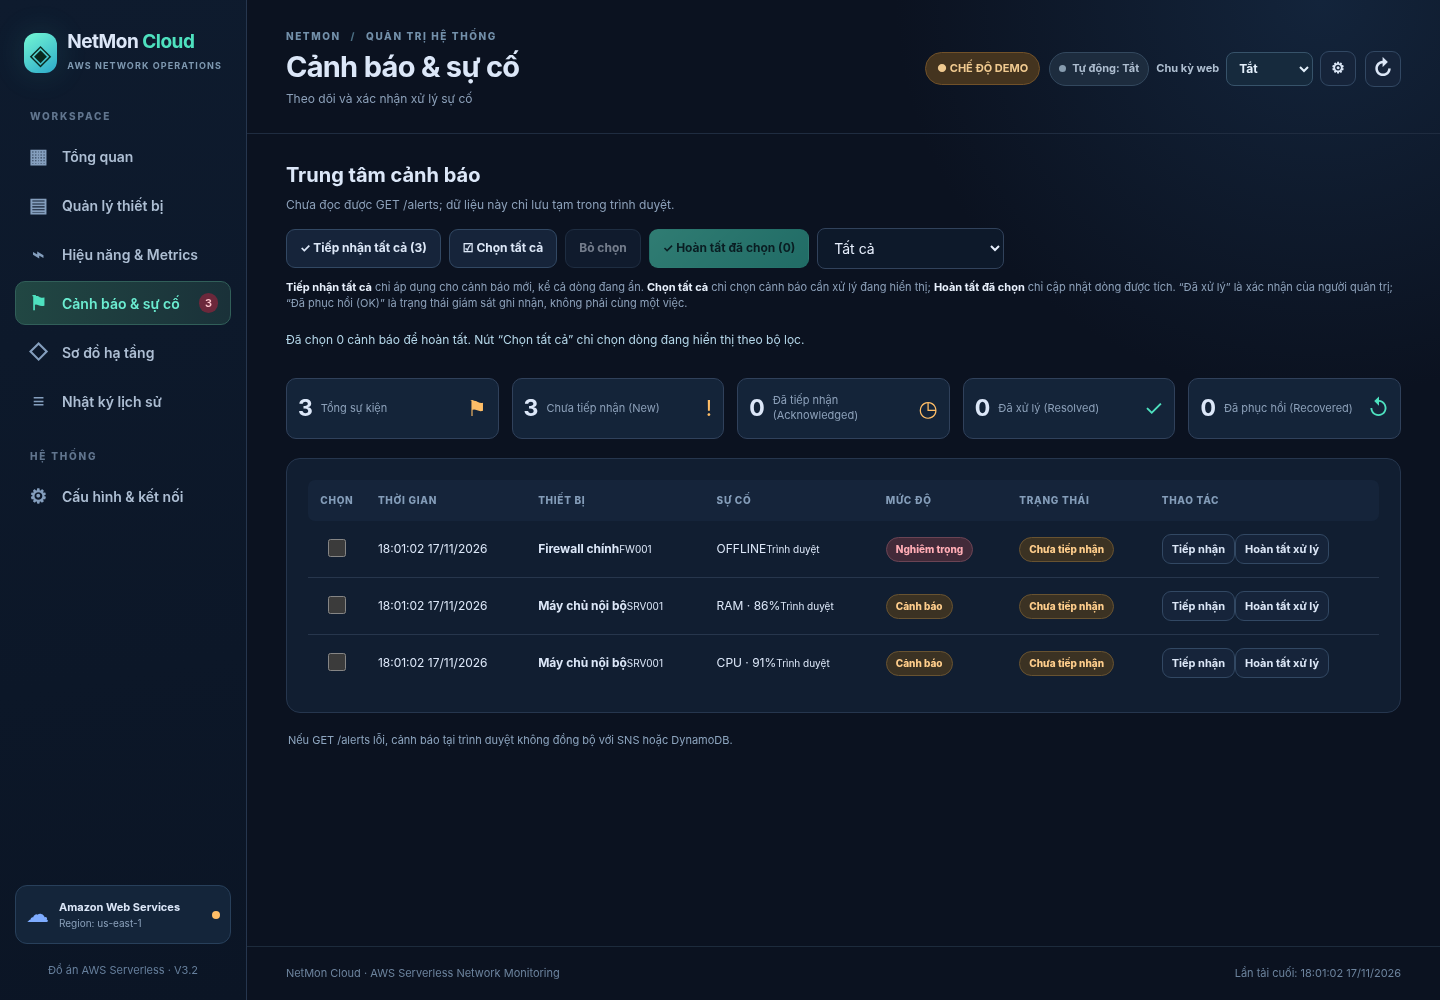 NetMon Cloud
AWS NETWORK OPERATIONS
WORKSPACE
Tổng quan
Quản lý thiết bị
Hiệu năng & Metrics
Cảnh báo & sự cố 3
Sơ đồ hạ tầng
Nhật ký lịch sử
HỆ THỐNG
Cấu hình & kết nối
Amazon Web Services
Region: us-east-1
Đồ án AWS Serverless · V3.2
NETMON / QUẢN TRỊ HỆ THỐNG
Cảnh báo & sự cố
Theo dõi và xác nhận xử lý sự cố
CHẾ ĐỘ DEMO
Tự động: Tắt
Chu kỳ web
Tắt
Trung tâm cảnh báo
Chưa đọc được GET /alerts; dữ liệu này chỉ lưu tạm trong trình duyệt.
✓ Tiếp nhận tất cả (3)
☑ Chọn tất cả
Bỏ chọn
✓ Hoàn tất đã chọn (0)
Tất cả
Tiếp nhận tất cả chỉ áp dụng cho cảnh báo mới, kể cả dòng đang ẩn. Chọn tất cả chỉ chọn cảnh báo cần xử lý đang hiển thị; Hoàn tất đã chọn chỉ cập nhật dòng được tích. “Đã xử lý” là xác nhận của người quản trị;
“Đã phục hồi (OK)” là trạng thái giám sát ghi nhận, không phải cùng một việc.
Đã chọn 0 cảnh báo để hoàn tất. Nút “Chọn tất cả” chỉ chọn dòng đang hiển thị theo bộ lọc.
3 Tổng sự kiện
3 Chưa tiếp nhận (New) !
0 Đã tiếp nhận
(Acknowledged)
0 Đã xử lý (Resolved)
0 Đã phục hồi (Recovered)
CHỌN THỜI GIAN THIẾT BỊ SỰ CỐ MỨC ĐỘ TRẠNG THÁI THAO TÁC
18:01:02 17/11/2026 Firewall chínhFW001 OFFLINETrình duyệt Nghiêm trọng Chưa tiếp nhận Tiếp nhận Hoàn tất xử lý
18:01:02 17/11/2026 Máy chủ nội bộSRV001 RAM · 86%Trình duyệt Cảnh báo Chưa tiếp nhận Tiếp nhận Hoàn tất xử lý
18:01:02 17/11/2026 Máy chủ nội bộSRV001 CPU · 91%Trình duyệt Cảnh báo Chưa tiếp nhận Tiếp nhận Hoàn tất xử lý
Nếu GET /alerts lỗi, cảnh báo tại trình duyệt không đồng bộ với SNS hoặc DynamoDB.
NetMon Cloud · AWS Serverless Network Monitoring
Lần tải cuối: 18:01:02 17/11/2026